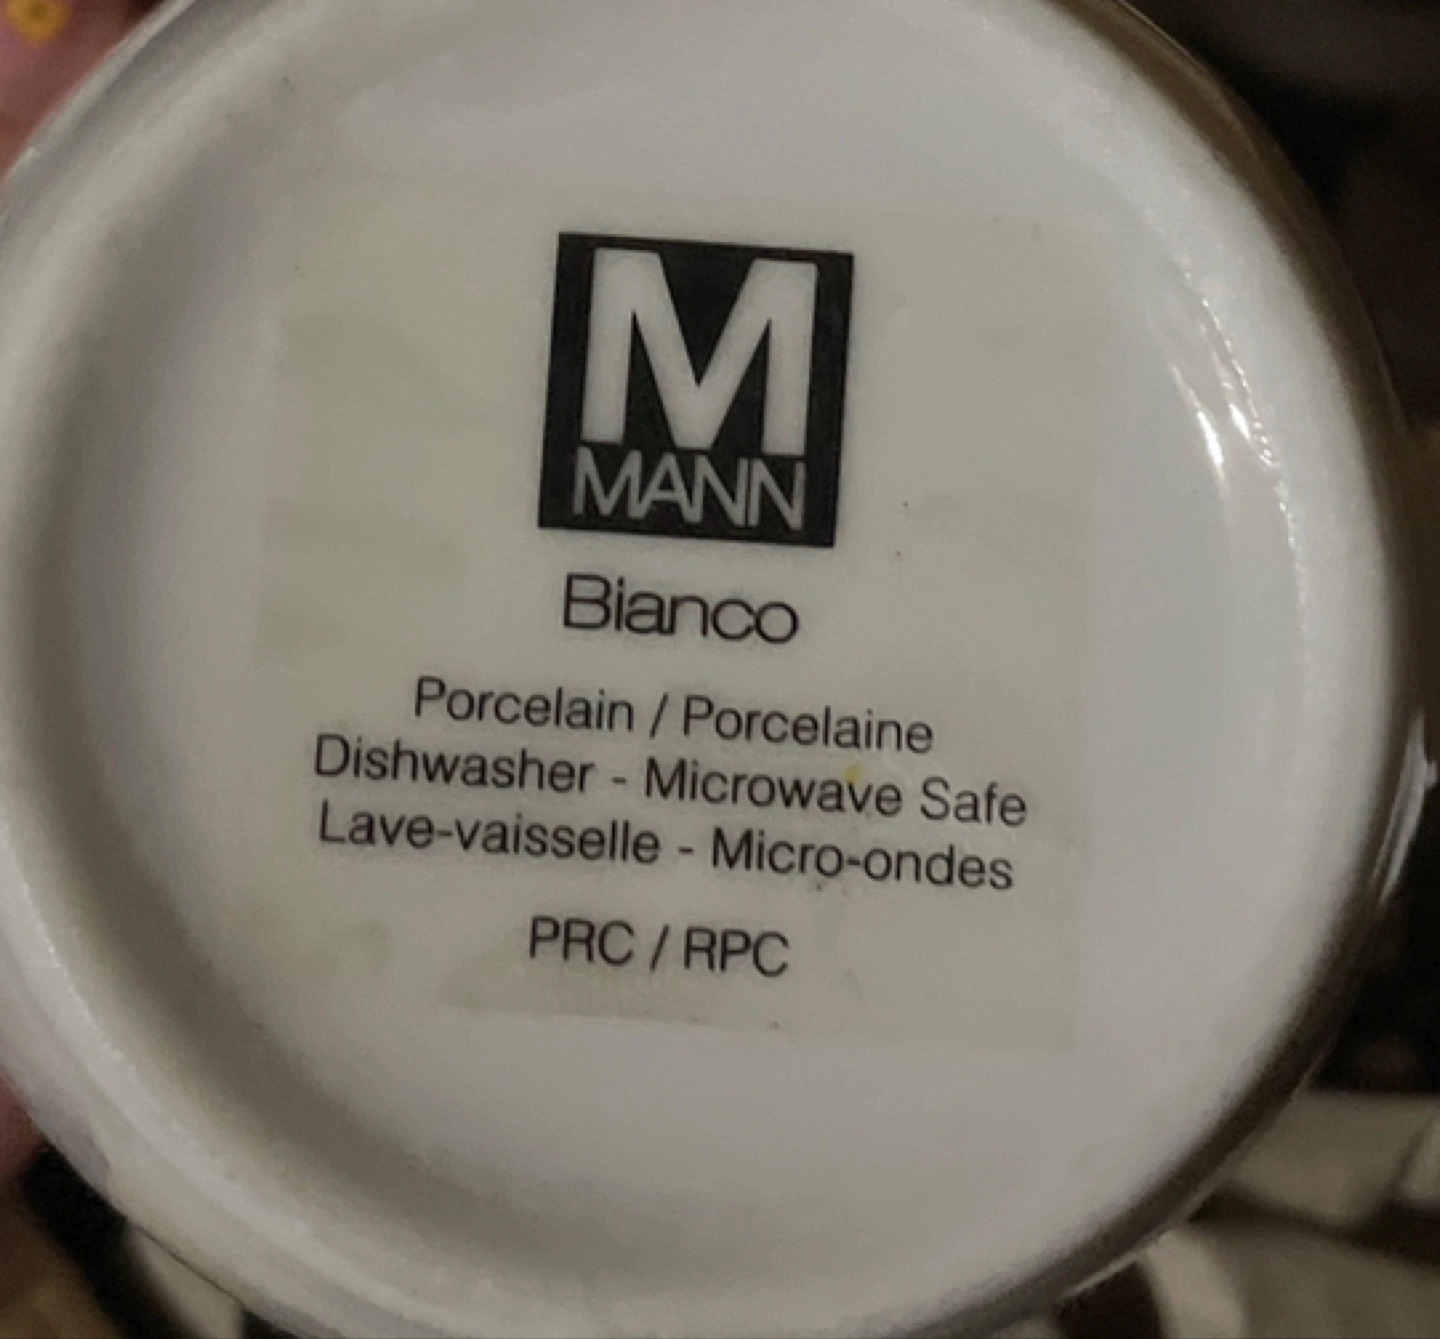 M
MANN
Bianco
Porcelain / Porcelaine
Dishwasher - Microwave Safe
Lave-vaisselle - Micro-ondes
PRC / RPC